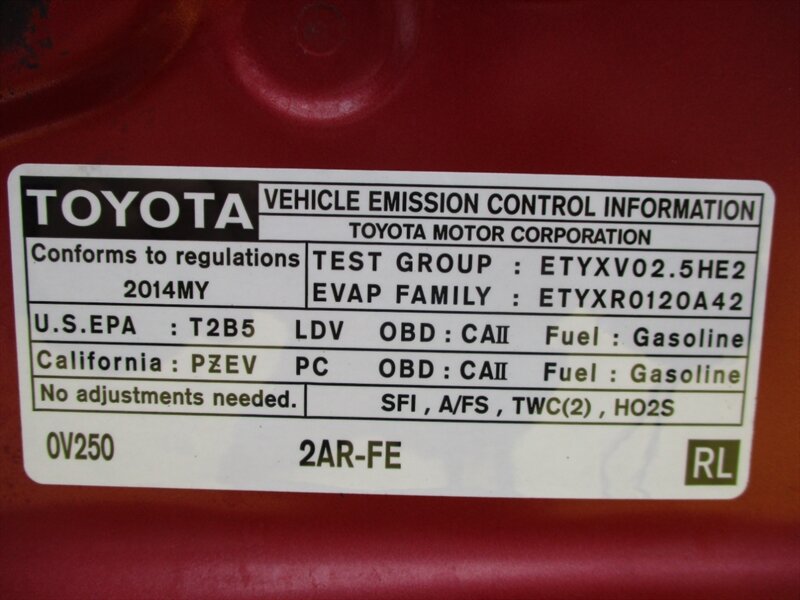 TOYOTA VEHICLE EMISSION CONTROL INFORMATION
TOYOTA MOTOR CORPORATION
Conforms to regulations TEST GROUP : ETYXV02.5HE2
2014MY EVAP FAMILY : ETYXR0120A42
U.S.EPA : T2B5 LDV OBD : CAII Fuel : Gasoline
California : PZEV PC OBD : CAII Fuel : Gasoline
No adjustments needed. SFI , A/FS , TWC(2) , HO2S
0V250 2AR-FE RL